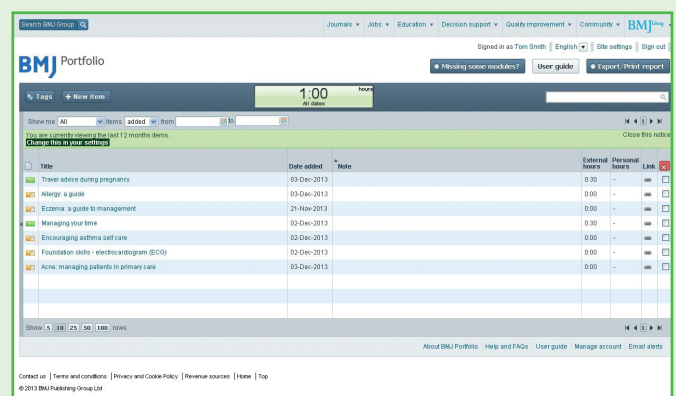 Search BMJ Group Journals Jobs Education Decision support Quality improvement Community BMJ Group
Signed in as Tom Smith English Site settings Sign out
BMJ Portfolio
Missing some modules? User guide Export/Print report
Tags + New item 1:00 hours All dates
Show me All items added from to 1
You are currently viewing the last 12 months items. Close this notice
Change this in your settings
Title Date added Note External hours Personal hours Link
Travel advice during pregnancy 03-Dec-2013 0:30 -
Allergy: a guide 03-Dec-2013 0:00 -
Eczema: a guide to management 21-Nov-2013 0:00 -
Managing your time 02-Dec-2013 0:30 -
Encouraging asthma self care 02-Dec-2013 0:00 -
Foundation skills - electrocardiogram (ECG) 02-Dec-2013 0:00 -
Acne: managing patients in primary care 03-Dec-2013 0:00 -
Show 5 10 25 50 100 rows 1
About BMJ Portfolio Help and FAQs User guide Manage account Email alerts
Contact us | Terms and conditions | Privacy and Cookie Policy | Revenue sources | Home | Top
© 2013 BMJ Publishing Group Ltd